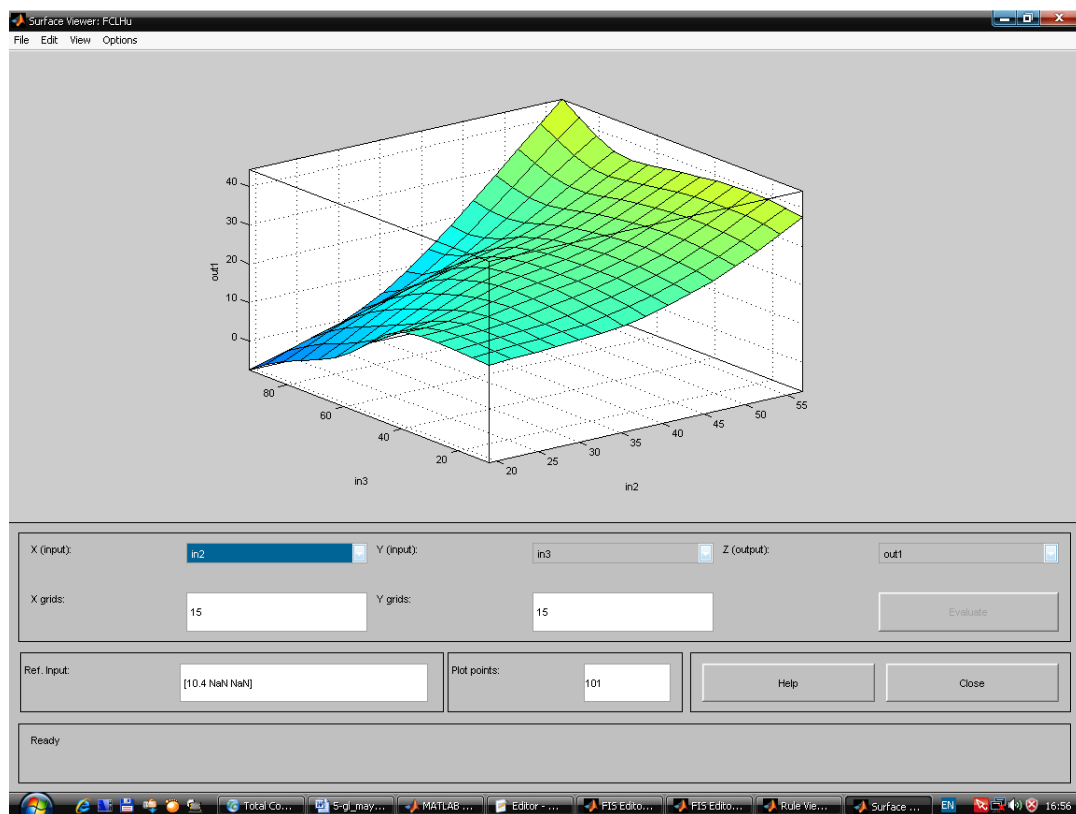 Surface Viewer: FCLHu
File Edit View Options
40
30
20
10
0
out1
80
60
40
20
in3
20
25
30
35
40
45
50
55
in2
X (input):
in2
Y (input):
in3
Z (output):
out1
X grids:
15
Y grids:
15
Evaluate
Ref. Input:
[10.4 NaN NaN]
Plot points:
101
Help
Close
Ready
Total Co...
5-gl_may...
MATLAB ...
Editor - ...
FIS Edito...
FIS Edito...
Rule Vie...
Surface ...
EN
16:56